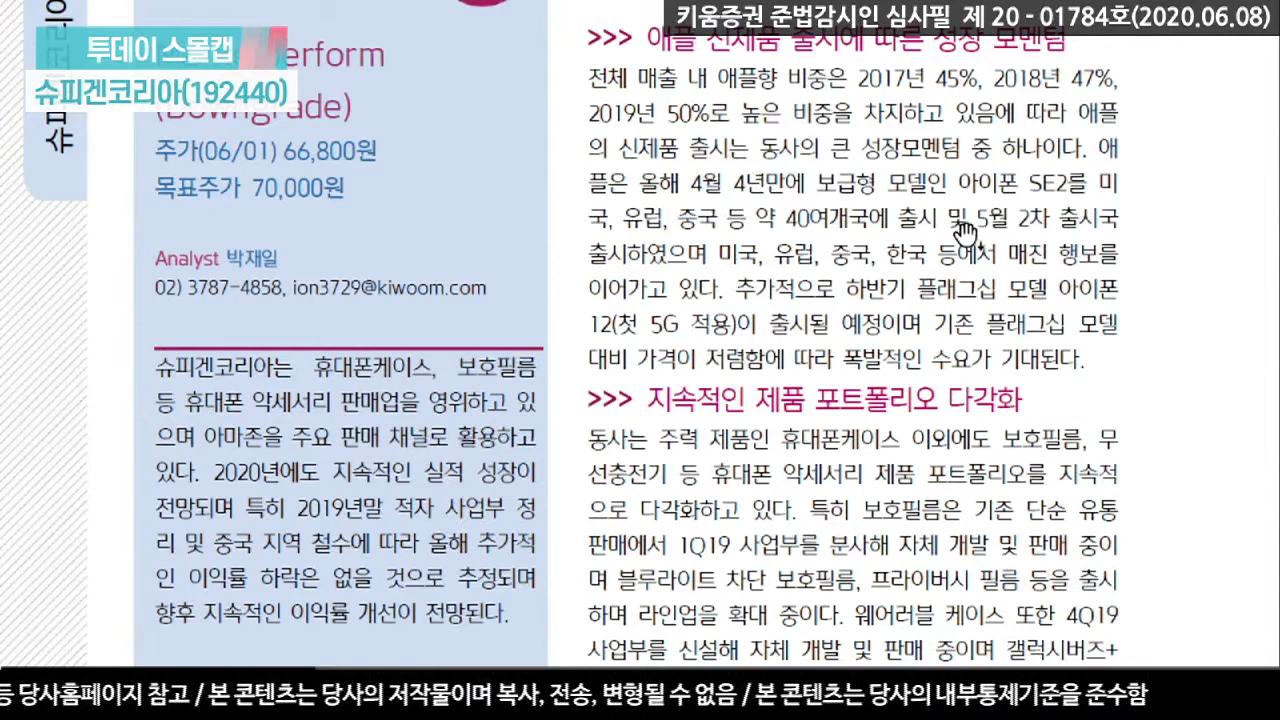 키움증권 준법감시인 심사필 제 20 - 01784호(2020.06.08)
투데이 스몰캡
슈피겐코리아(192440)
erform
(Downgrade)
주가(06/01) 66,800원
목표주가 70,000원
Analyst 박재일
02) 3787-4858, ion3729@kiwoom.com
슈피겐코리아는 휴대폰케이스, 보호필름
등 휴대폰 악세서리 판매업을 영위하고 있
으며 아마존을 주요 판매 채널로 활용하고
있다. 2020년에도 지속적인 실적 성장이
전망되며 특히 2019년말 적자 사업부 정
리 및 중국 지역 철수에 따라 올해 추가적
인 이익률 하락은 없을 것으로 추정되며
향후 지속적인 이익률 개선이 전망된다.
>>> 애플 신제품 출시에 따른 성장 모멘텀
전체 매출 내 애플향 비중은 2017년 45%, 2018년 47%,
2019년 50%로 높은 비중을 차지하고 있음에 따라 애플
의 신제품 출시는 동사의 큰 성장모멘텀 중 하나이다. 애
플은 올해 4월 4년만에 보급형 모델인 아이폰 SE2를 미
국, 유럽, 중국 등 약 40여개국에 출시 및 5월 2차 출시국
출시하였으며 미국, 유럽, 중국, 한국 등에서 매진 행보를
이어가고 있다. 추가적으로 하반기 플래그십 모델 아이폰
12(첫 5G 적용)이 출시될 예정이며 기존 플래그십 모델
대비 가격이 저렴함에 따라 폭발적인 수요가 기대된다.
>>> 지속적인 제품 포트폴리오 다각화
동사는 주력 제품인 휴대폰케이스 이외에도 보호필름, 무
선충전기 등 휴대폰 악세서리 제품 포트폴리오를 지속적
으로 다각화하고 있다. 특히 보호필름은 기존 단순 유통
판매에서 1Q19 사업부를 분사해 자체 개발 및 판매 중이
며 블루라이트 차단 보호필름, 프라이버시 필름 등을 출시
하며 라인업을 확대 중이다. 웨어러블 케이스 또한 4Q19
사업부를 신설해 자체 개발 및 판매 중이며 갤럭시버즈+
등 당사홈페이지 참고 / 본 콘텐츠는 당사의 저작물이며 복사, 전송, 변형될 수 없음 / 본 콘텐츠는 당사의 내부통제기준을 준수함